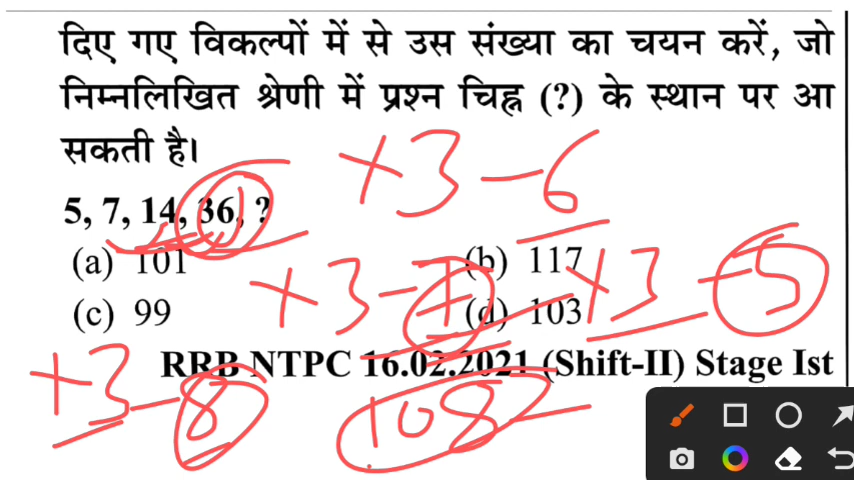 दिए गए विकल्पों में से उस संख्या का चयन करें, जो
निम्नलिखित श्रेणी में प्रश्न चिह्न (?) के स्थान पर आ
सकती है।
×3-6
5, 7, 14, 36, ?
(a) 101 (b) 117
×3-7 ×3-5
(c) 99 (d) 103
RRB NTPC 16.02.2021 (Shift-II) Stage Ist
×3-8 108